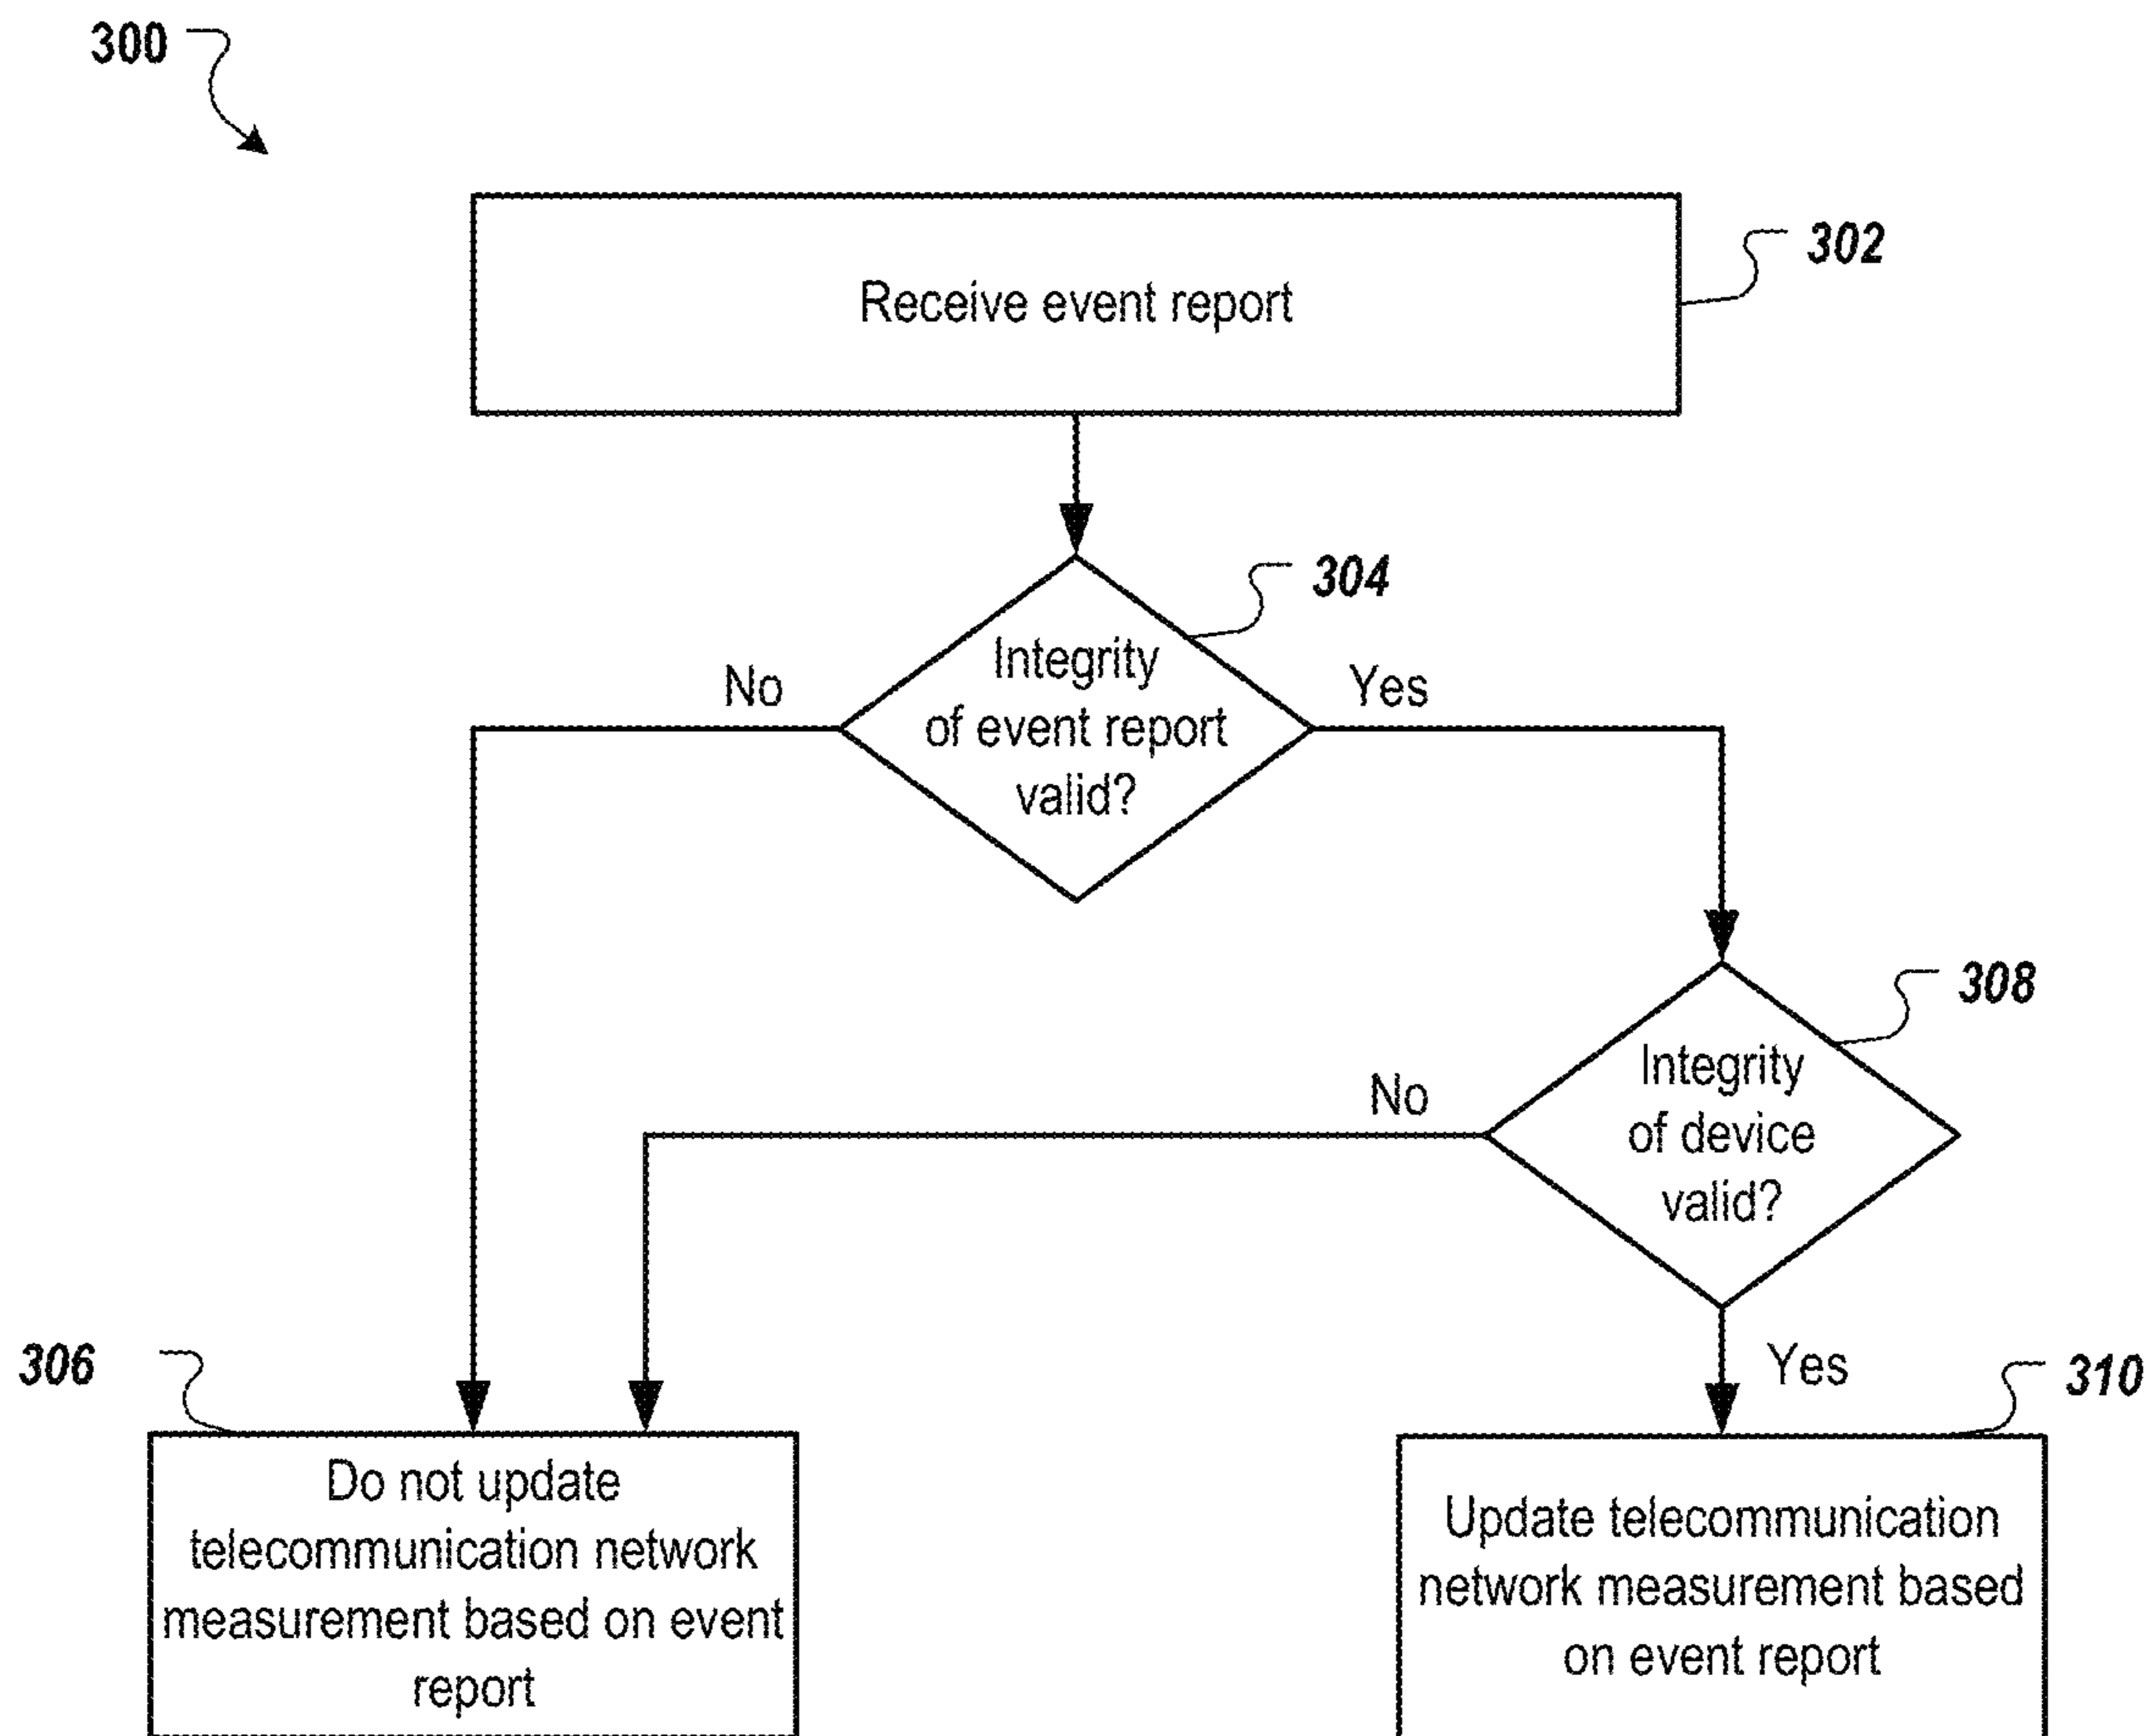 300
302
Receive event report
304
Integrity
of event report
valid?
No
Yes
308
Integrity
of device
valid?
No
Yes
306
310
Do not update
telecommunication network
measurement based on event
report
Update telecommunication
network measurement based
on event report